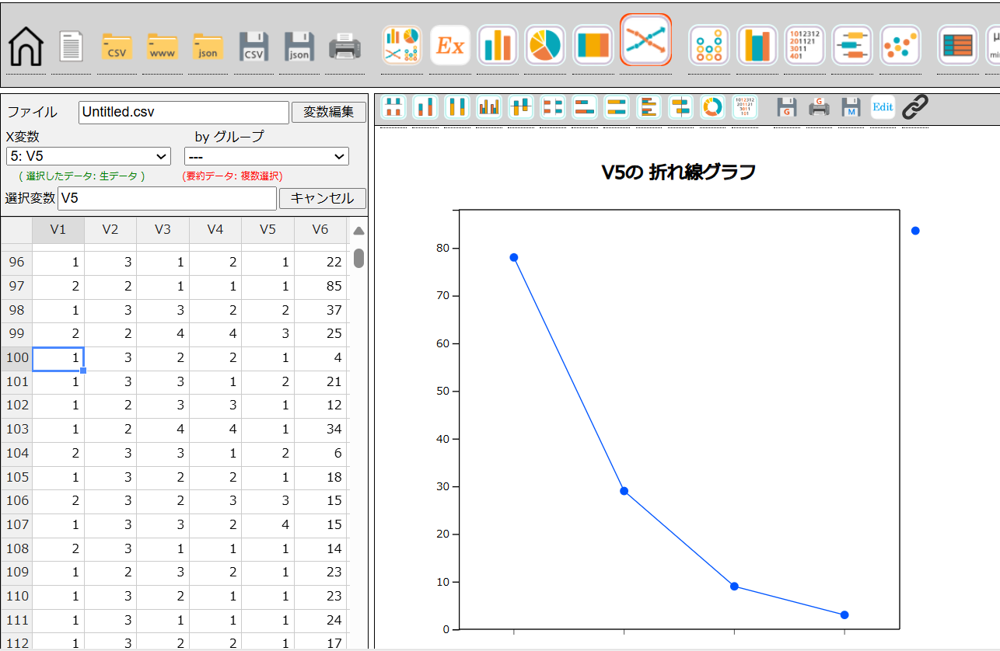 CSV www json CSV json Ex 1012312 μ
201121 min
3011
401
ファイル Untitled.csv 変数編集
X変数 by グループ
5: V5 ---
( 選択したデータ: 生データ ) (要約データ: 複数選択)
選択変数 V5 キャンセル
1012312
201121
3011
101
G G M Edit
V1 V2 V3 V4 V5 V6
96 1 3 1 2 1 22
97 2 2 1 1 1 85
98 1 3 3 2 2 37
99 2 2 4 4 3 25
100 1 3 2 2 1 4
101 1 3 3 1 2 21
102 1 2 3 3 1 12
103 1 2 4 4 1 34
104 2 3 3 1 2 6
105 1 3 2 2 1 18
106 2 3 2 3 3 15
107 1 3 3 2 4 15
108 2 3 1 1 1 14
109 1 2 3 2 1 23
110 1 3 2 1 1 23
111 1 3 1 1 1 24
112 1 3 2 2 1 17
V5の 折れ線グラフ
80
70
60
50
40
30
20
10
0